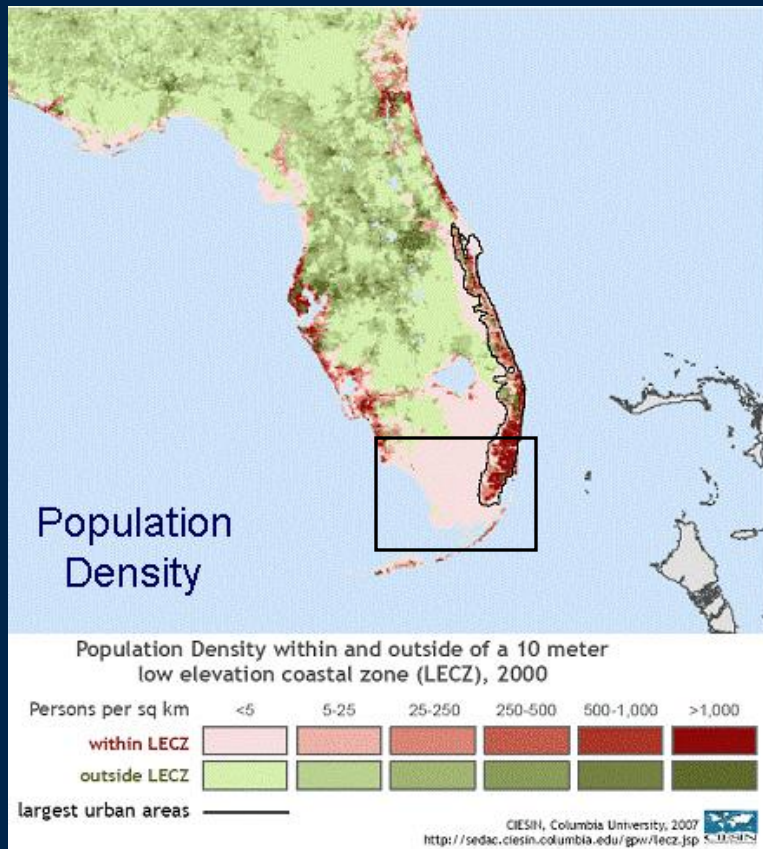 Population
Density
Population Density within and outside of a 10 meter
low elevation coastal zone (LECZ), 2000
Persons per sq km <5 5-25 25-250 250-500 500-1,000 >1,000
within LECZ
outside LECZ
largest urban areas
CIESIN, Columbia University, 2007
http://sedac.ciesin.columbia.edu/gpw/lecz.jsp
CIESIN